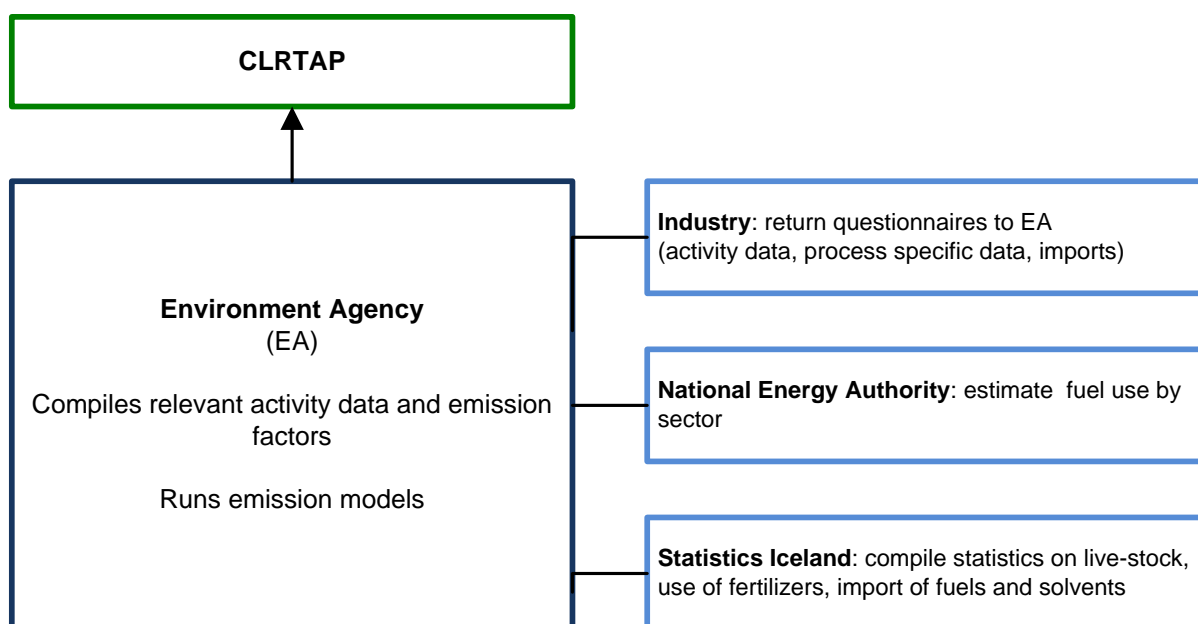 CLRTAP
Environment Agency
(EA)
Compiles relevant activity data and emission
factors
Runs emission models
Industry: return questionnaires to EA
(activity data, process specific data, imports)
National Energy Authority: estimate  fuel use by
sector
Statistics Iceland: compile statistics on live-stock,
use of fertilizers, import of fuels and solvents